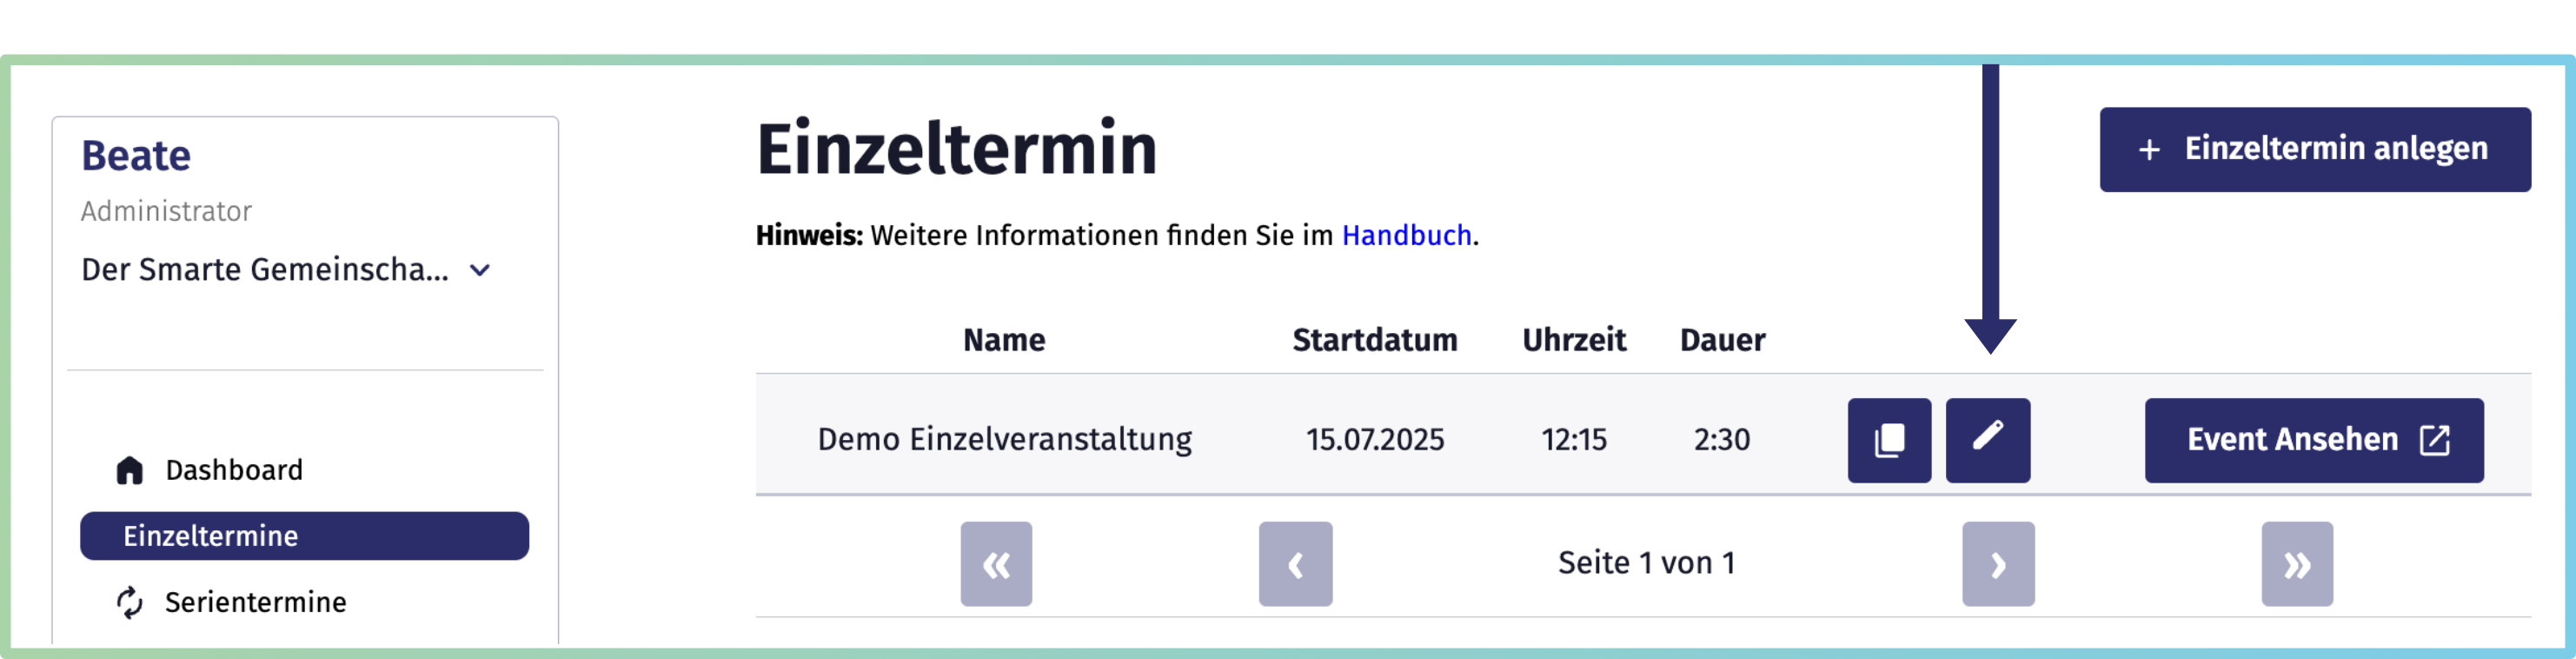 Beate
Administrator
Der Smarte Gemeinscha...
Dashboard
Einzeltermine
Serientermine
Einzeltermin
+ Einzeltermin anlegen
Hinweis: Weitere Informationen finden Sie im Handbuch.
Name Startdatum Uhrzeit Dauer
Demo Einzelveranstaltung 15.07.2025 12:15 2:30 Event Ansehen
« ‹ Seite 1 von 1 › »